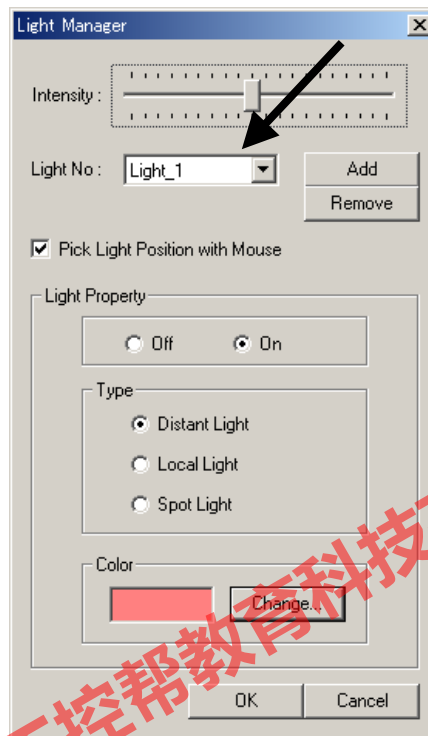 Light Manager
Intensity :
Light No : Light_1 Add
Remove
Pick Light Position with Mouse
Light Property
Off On
Type
Distant Light
Local Light
Spot Light
Color
Change...
OK Cancel
工控帮教育科技